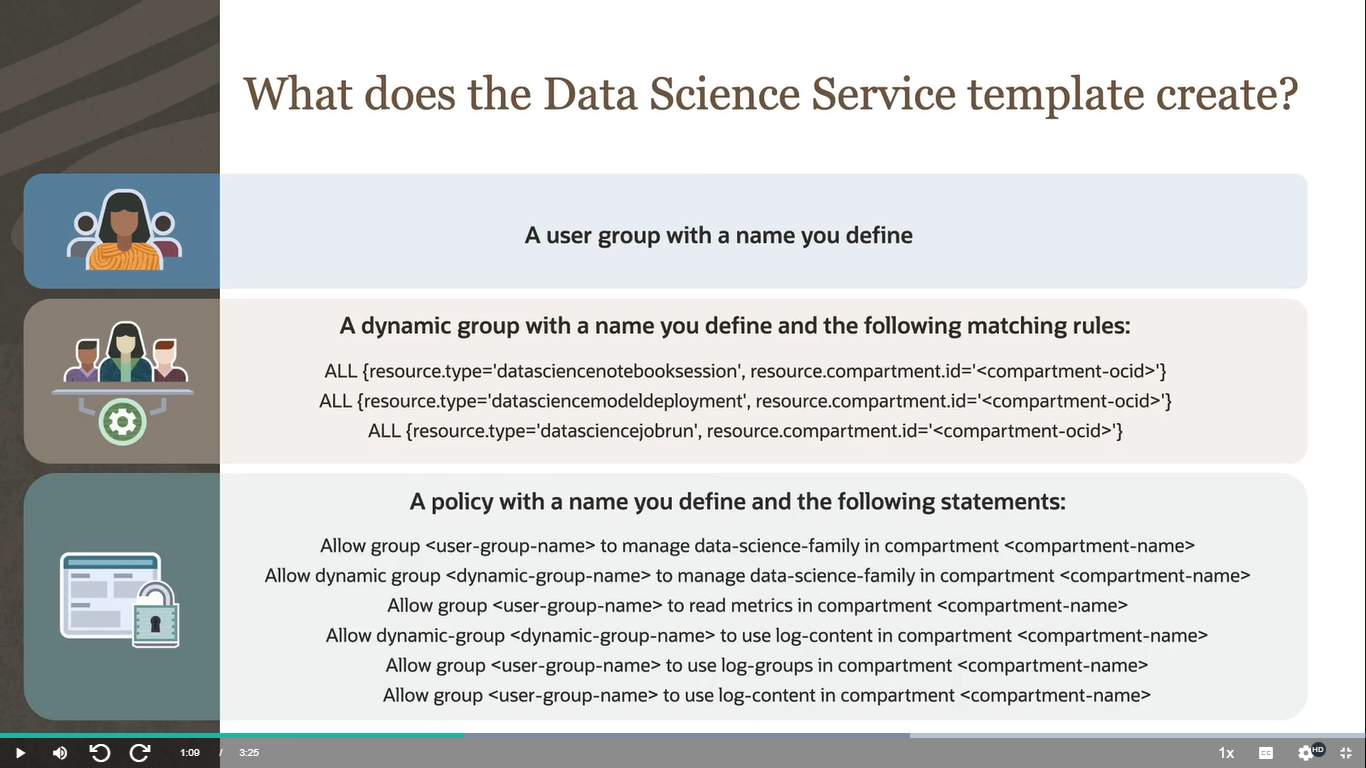 What does the Data Science Service template create?
A user group with a name you define
A dynamic group with a name you define and the following matching rules:
ALL {resource.type='datasciencenotebooksession', resource.compartment.id='<compartment-ocid>'}
ALL {resource.type='datasciencemodeldeployment', resource.compartment.id='<compartment-ocid>'}
ALL {resource.type='datasciencejobrun', resource.compartment.id='<compartment-ocid>'}
A policy with a name you define and the following statements:
Allow group <user-group-name> to manage data-science-family in compartment <compartment-name>
Allow dynamic group <dynamic-group-name> to manage data-science-family in compartment <compartment-name>
Allow group <user-group-name> to read metrics in compartment <compartment-name>
Allow dynamic-group <dynamic-group-name> to use log-content in compartment <compartment-name>
Allow group <user-group-name> to use log-groups in compartment <compartment-name>
Allow group <user-group-name> to use log-content in compartment <compartment-name>
1:09 / 3:25 1x CC HD